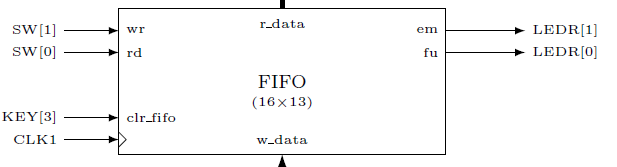 r_data
SW[1] wr em LEDR[1]
SW[0] rd fu LEDR[0]
FIFO
(16×13)
KEY[3] clr_fifo
CLK1 w_data